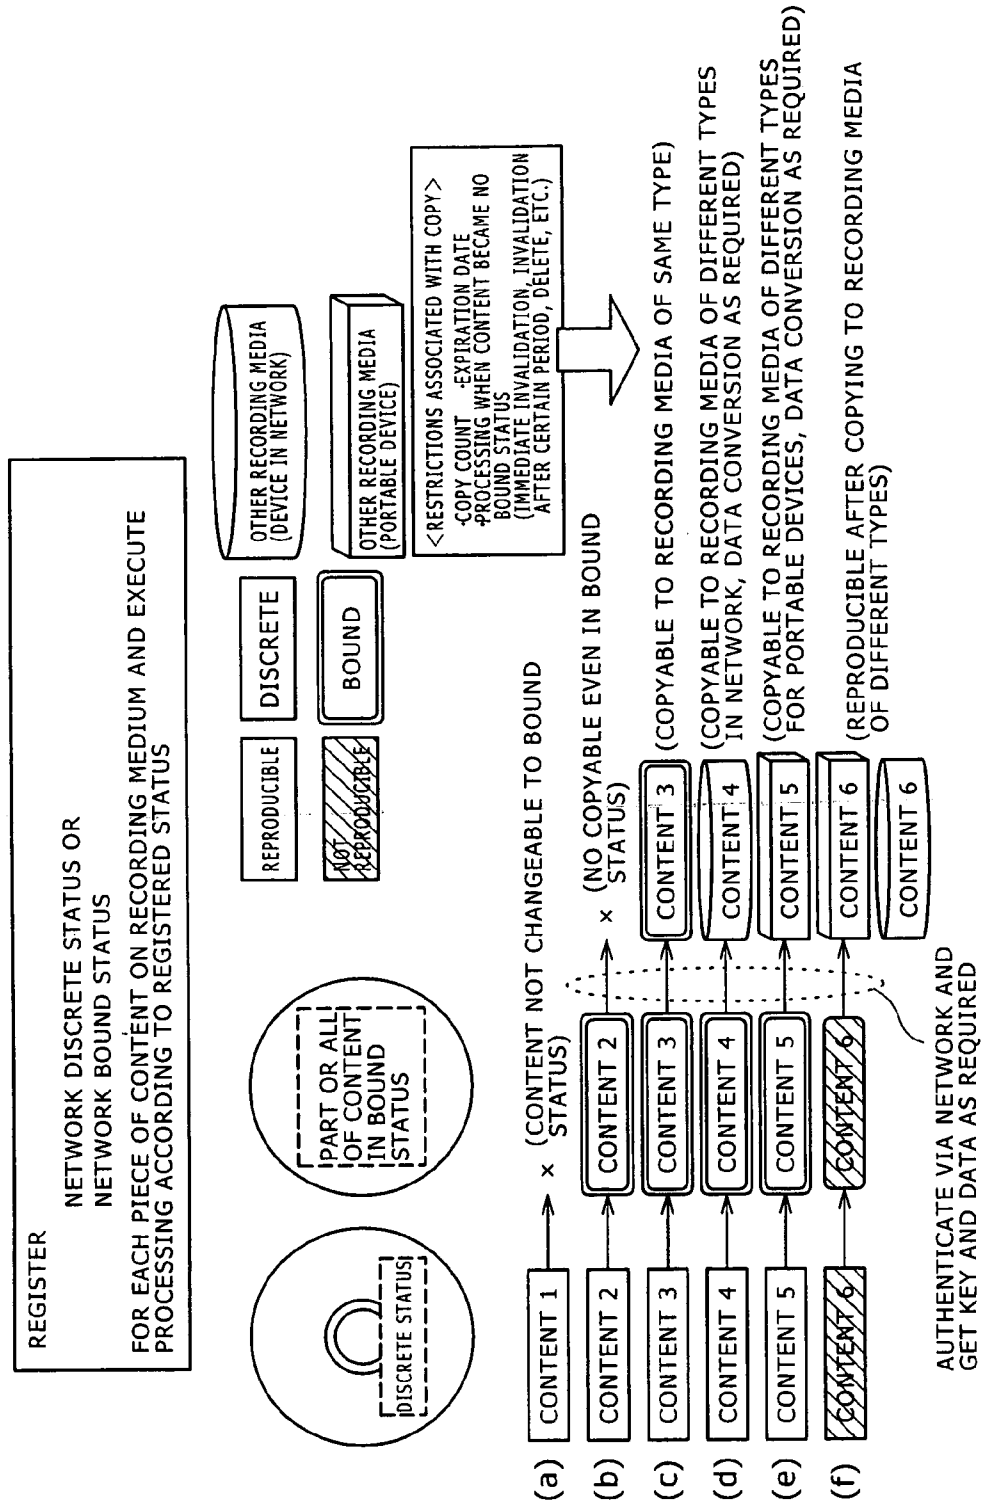 REGISTER
NETWORK DISCRETE STATUS OR
NETWORK BOUND STATUS
FOR EACH PIECE OF CONTENT ON RECORDING MEDIUM AND EXECUTE
PROCESSING ACCORDING TO REGISTERED STATUS
DISCRETE STATUS
PART OR ALL
OF CONTENT
IN BOUND
STATUS
REPRODUCIBLE
NOT
REPRODUCIBLE
DISCRETE
BOUND
OTHER RECORDING MEDIA
(DEVICE IN NETWORK)
OTHER RECORDING MEDIA
(PORTABLE DEVICE)
<RESTRICTIONS ASSOCIATED WITH COPY>
·COPY COUNT ·EXPIRATION DATE
·PROCESSING WHEN CONTENT BECAME NO
BOUND STATUS
(IMMEDIATE INVALIDATION, INVALIDATION
AFTER CERTAIN PERIOD, DELETE, ETC.)
(a) CONTENT 1 × (CONTENT NOT CHANGEABLE TO BOUND
STATUS)
(b) CONTENT 2 CONTENT 2 × (NO COPYABLE EVEN IN BOUND
STATUS)
(c) CONTENT 3 CONTENT 3 CONTENT 3 (COPYABLE TO RECORDING MEDIA OF SAME TYPE)
(d) CONTENT 4 CONTENT 4 CONTENT 4 (COPYABLE TO RECORDING MEDIA OF DIFFERENT TYPES
IN NETWORK, DATA CONVERSION AS REQUIRED)
(e) CONTENT 5 CONTENT 5 CONTENT 5 (COPYABLE TO RECORDING MEDIA OF DIFFERENT TYPES
FOR PORTABLE DEVICES, DATA CONVERSION AS REQUIRED)
(f) CONTENT 6 CONTENT 6 CONTENT 6 (REPRODUCIBLE AFTER COPYING TO RECORDING MEDIA
OF DIFFERENT TYPES)
CONTENT 6
AUTHENTICATE VIA NETWORK AND
GET KEY AND DATA AS REQUIRED